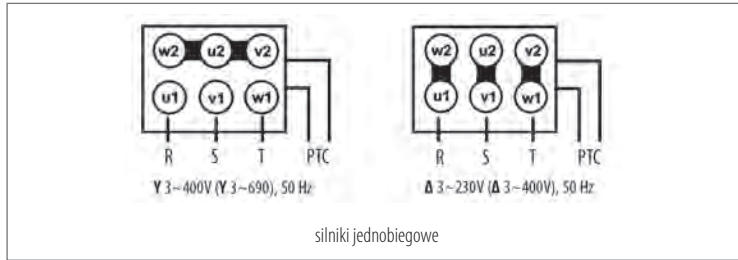 w2 u2 v2 w2 u2 v2
u1 v1 w1 u1 v1 w1
R S T PTC R S T PTC
Y 3~400V (Y 3~690), 50 Hz Δ 3~230V (Δ 3~400V), 50 Hz
silniki jednobiegowe